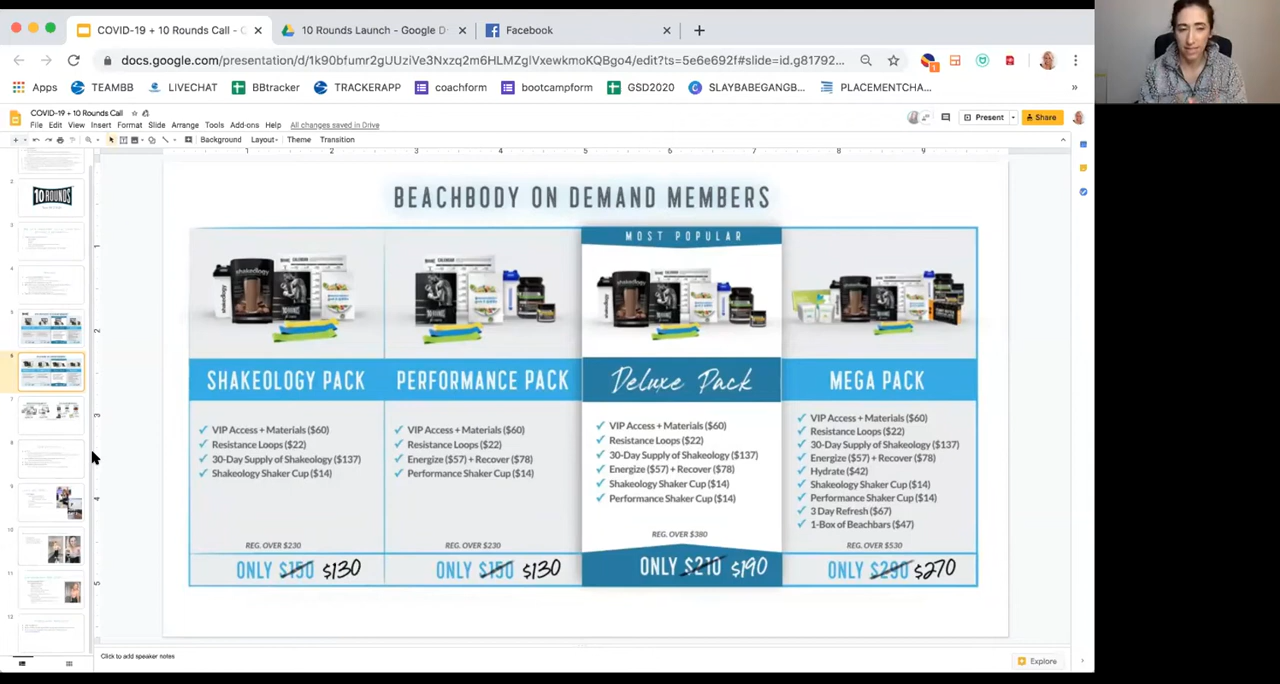 COVID-19 + 10 Rounds Call - G
10 Rounds Launch - Google D
Facebook
docs.google.com/presentation/d/1k90bfumr2gUUziVe3Nxzq2m6HLMZglVxewkmoKQBgo4/edit?ts=5e6e692f#slide=id.g81792...
Apps
TEAMBB
LIVECHAT
BBtracker
TRACKERAPP
coachform
bootcampform
GSD2020
SLAYBABEGANGB...
PLACEMENTCHA...
COVID-19 + 10 Rounds Call
File Edit View Insert Format Slide Arrange Tools Add-ons Help All changes saved in Drive
Present
Share
Background Layout Theme Transition
1 2 3 4 5 6 7 8 9
10 ROUNDS
BEACHBODY ON DEMAND MEMBERS
MOST POPULAR
SHAKEOLOGY PACK
VIP Access + Materials ($60)
Resistance Loops ($22)
30-Day Supply of Shakeology ($137)
Shakeology Shaker Cup ($14)
REG. OVER $230
ONLY $150 $130
PERFORMANCE PACK
VIP Access + Materials ($60)
Resistance Loops ($22)
Energize ($57) + Recover ($78)
Performance Shaker Cup ($14)
REG. OVER $230
ONLY $150 $130
Deluxe Pack
VIP Access + Materials ($60)
Resistance Loops ($22)
30-Day Supply of Shakeology ($137)
Energize ($57) + Recover ($78)
Shakeology Shaker Cup ($14)
Performance Shaker Cup ($14)
REG. OVER $380
ONLY $210 $190
MEGA PACK
VIP Access + Materials ($60)
Resistance Loops ($22)
30-Day Supply of Shakeology ($137)
Energize ($57) + Recover ($78)
Hydrate ($42)
Shakeology Shaker Cup ($14)
Performance Shaker Cup ($14)
3 Day Refresh ($67)
1-Box of Beachbars ($47)
REG. OVER $530
ONLY $290 $270
Click to add speaker notes
Explore